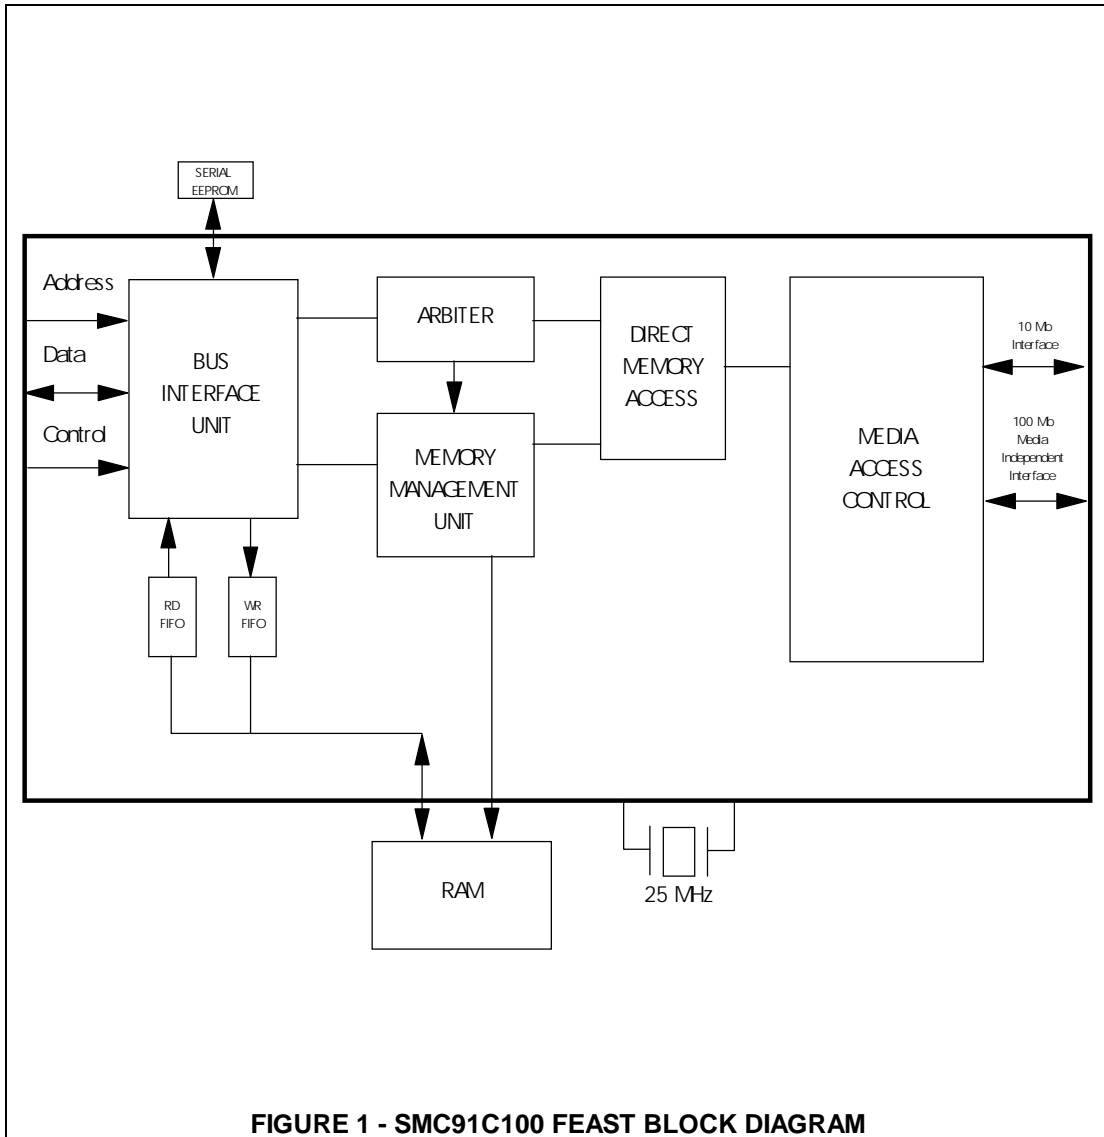 SERIAL
EEPROM
Address
Data
Control
BUS
INTERFACE
UNIT
ARBITER
MEMORY
MANAGEMENT
UNIT
DIRECT
MEMORY
ACCESS
MEDIA
ACCESS
CONTROL
10 Mb
Interface
100 Mb
Media
Independent
Interface
RD
FIFO
WR
FIFO
RAM
25 MHz
FIGURE 1 - SMC91C100 FEAST BLOCK DIAGRAM